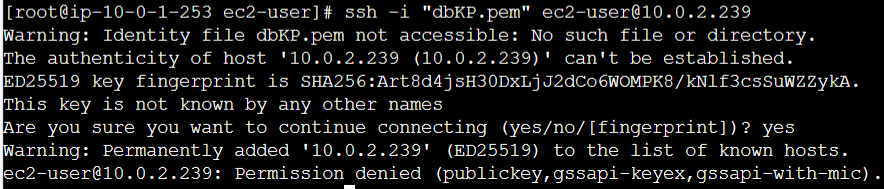 [root@ip-10-0-1-253 ec2-user]# ssh -i "dbKP.pem" ec2-user@10.0.2.239
Warning: Identity file dbKP.pem not accessible: No such file or directory.
The authenticity of host '10.0.2.239 (10.0.2.239)' can't be established.
ED25519 key fingerprint is SHA256:Art8d4jsH30DxLjJ2dCo6WOMPK8/kNlf3csSuWZZykA.
This key is not known by any other names
Are you sure you want to continue connecting (yes/no/[fingerprint])? yes
Warning: Permanently added '10.0.2.239' (ED25519) to the list of known hosts.
ec2-user@10.0.2.239: Permission denied (publickey,gssapi-keyex,gssapi-with-mic).